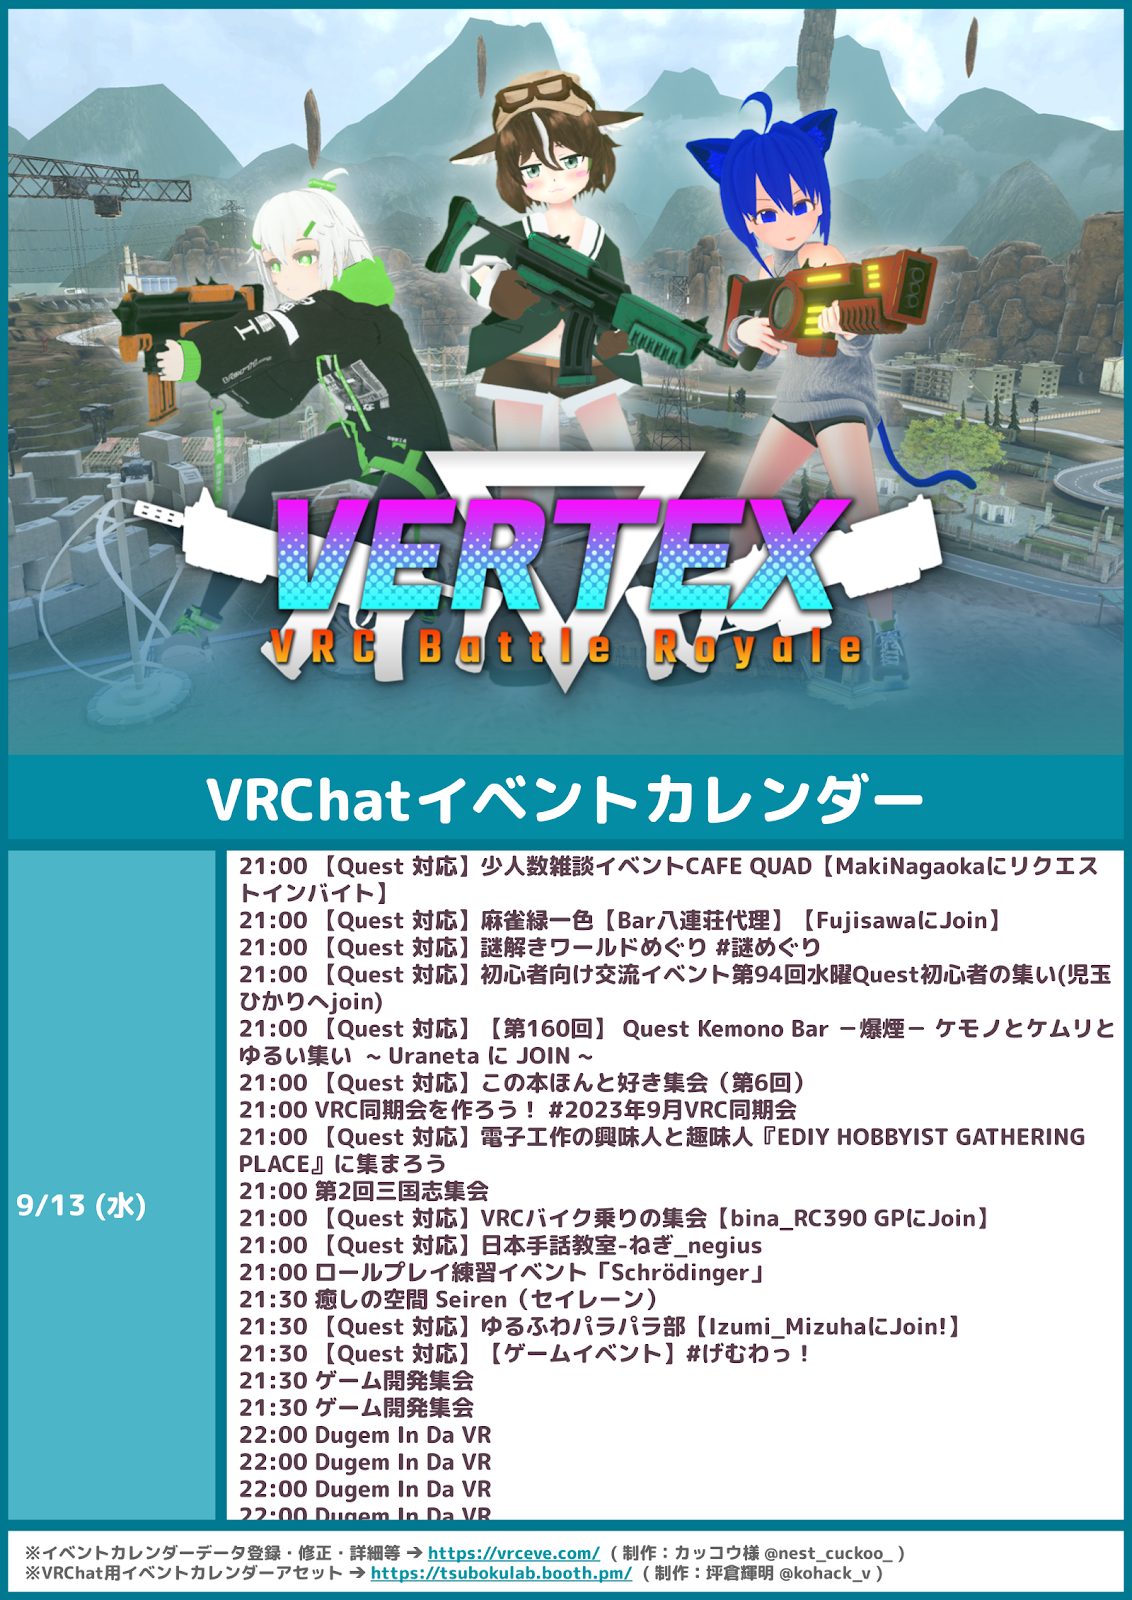 VERTEX
VRC Battle Royale
VRChatイベントカレンダー
9/13 (水)
21:00 【Quest 対応】少人数雑談イベントCAFE QUAD【MakiNagaokaにリクエス
トインバイト】
21:00 【Quest 対応】麻雀緑一色【Bar八連荘代理】【FujisawaにJoin】
21:00 【Quest 対応】謎解きワールドめぐり #謎めぐり
21:00 【Quest 対応】初心者向け交流イベント第94回水曜Quest初心者の集い(児玉
ひかりへjoin)
21:00 【Quest 対応】【第160回】 Quest Kemono Bar －爆煙－ ケモノとケムリと
ゆるい集い ~ Uraneta に JOIN ~
21:00 【Quest 対応】この本ほんと好き集会（第6回）
21:00 VRC同期会を作ろう！ #2023年9月VRC同期会
21:00 【Quest 対応】電子工作の興味人と趣味人『EDIY HOBBYIST GATHERING
PLACE』に集まろう
21:00 第2回三国志集会
21:00 【Quest 対応】VRCバイク乗りの集会【bina_RC390 GPにJoin】
21:00 【Quest 対応】日本手話教室-ねぎ_negius
21:00 ロールプレイ練習イベント「Schrödinger」
21:30 癒しの空間 Seiren（セイレーン）
21:30 【Quest 対応】ゆるふわパラパラ部【Izumi_MizuhaにJoin!】
21:30 【Quest 対応】【ゲームイベント】#げむわっ！
21:30 ゲーム開発集会
21:30 ゲーム開発集会
22:00 Dugem In Da VR
22:00 Dugem In Da VR
22:00 Dugem In Da VR
22:00 Dugem In Da VR
※イベントカレンダーデータ登録・修正・詳細等 → https://vrceve.com/ ( 制作：カッコウ様 @nest_cuckoo_ )
※VRChat用イベントカレンダーアセット → https://tsubokulab.booth.pm/ ( 制作：坪倉輝明 @kohack_v )